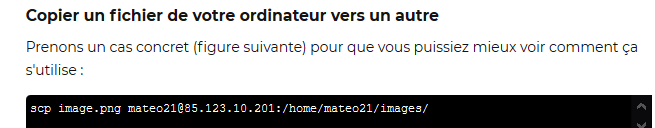 Copier un fichier de votre ordinateur vers un autre
Prenons un cas concret (figure suivante) pour que vous puissiez mieux voir comment ça
s'utilise :
scp image.png mateo21@85.123.10.201:/home/mateo21/images/